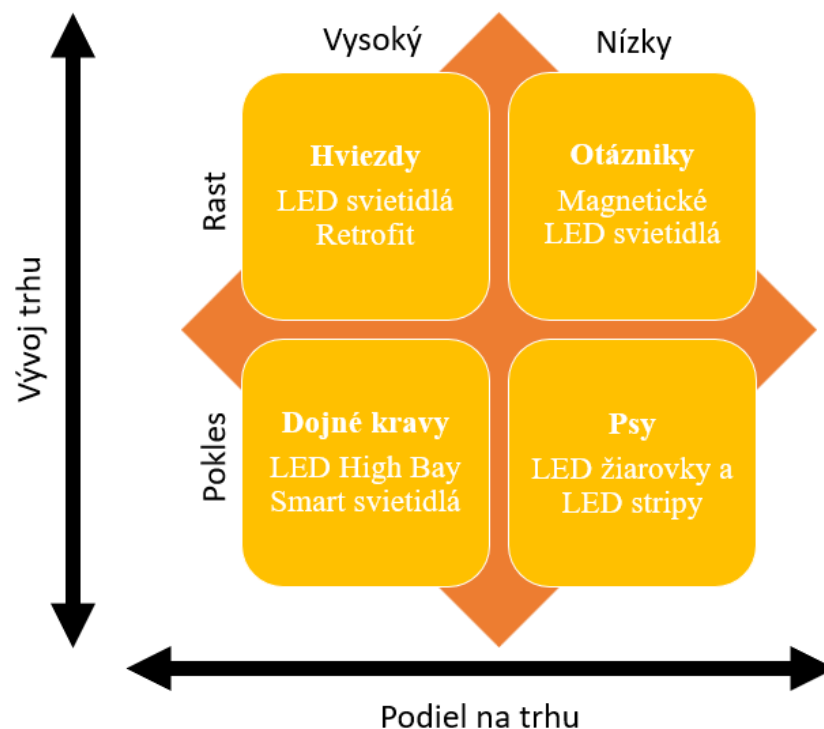 Vysoký
Nízky
Vývoj trhu
Rast
Hviezdy
LED svietidlá
Retrofit
Otázniky
Magnetické
LED svietidlá
Pokles
Dojné kravy
LED High Bay
Smart svietidlá
Psy
LED žiarovky a
LED stripy
Podiel na trhu